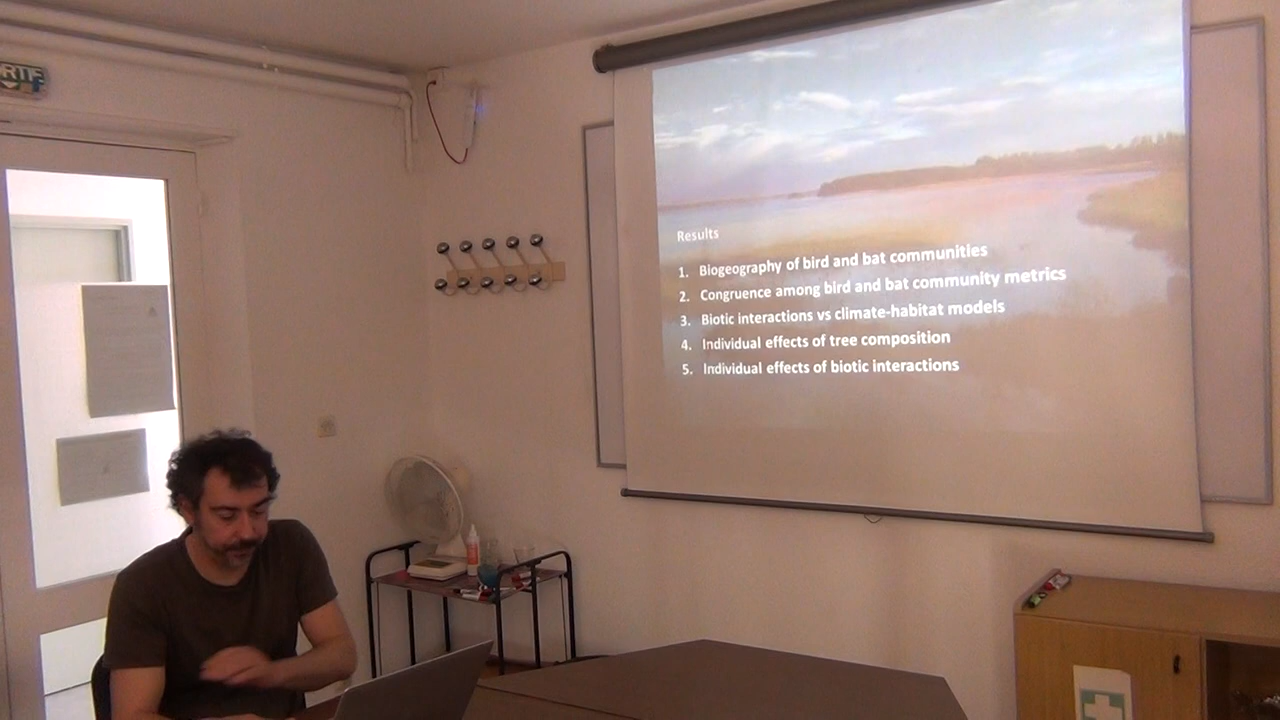 Results
1. Biogeography of bird and bat communities
2. Congruence among bird and bat community metrics
3. Biotic interactions vs climate-habitat models
4. Individual effects of tree composition
5. Individual effects of biotic interactions